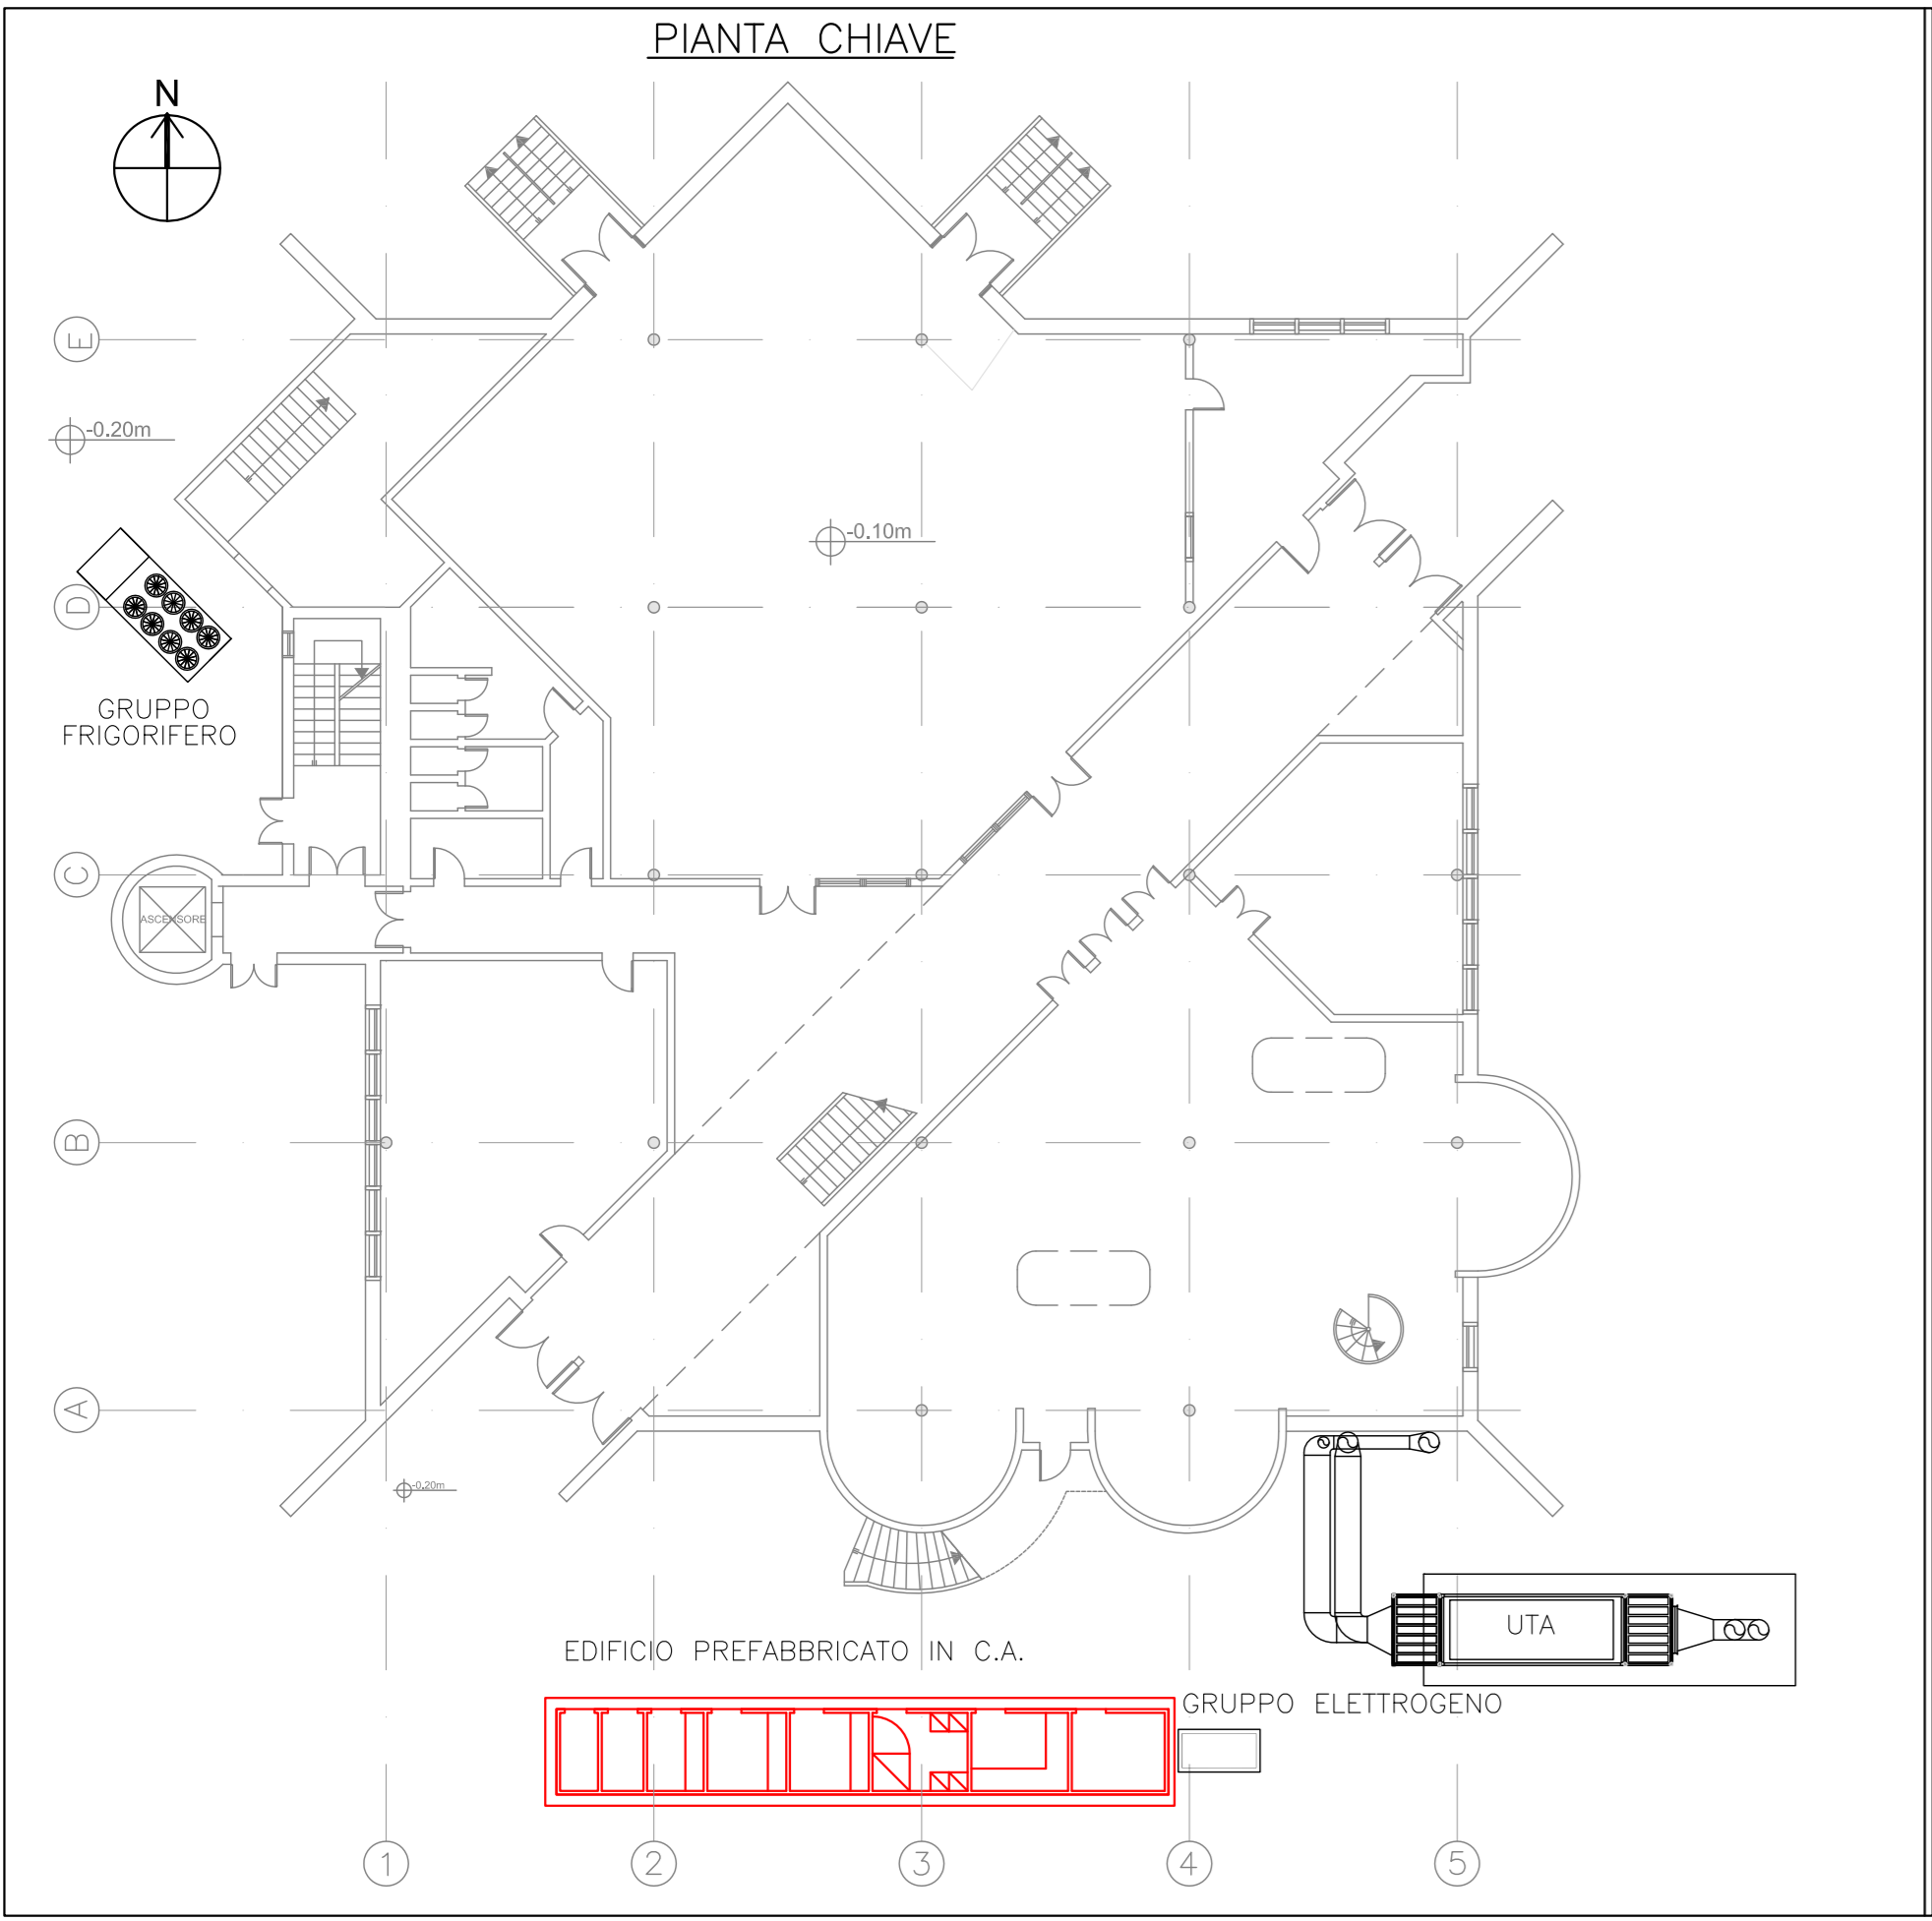 PIANTA CHIAVE
N
E
-0.20m
-0.10m
D
GRUPPO
FRIGORIFERO
C
ASCENSORE
B
A
-0.20m
UTA
EDIFICIO PREFABBRICATO IN C.A.
GRUPPO ELETTROGENO
1
2
3
4
5